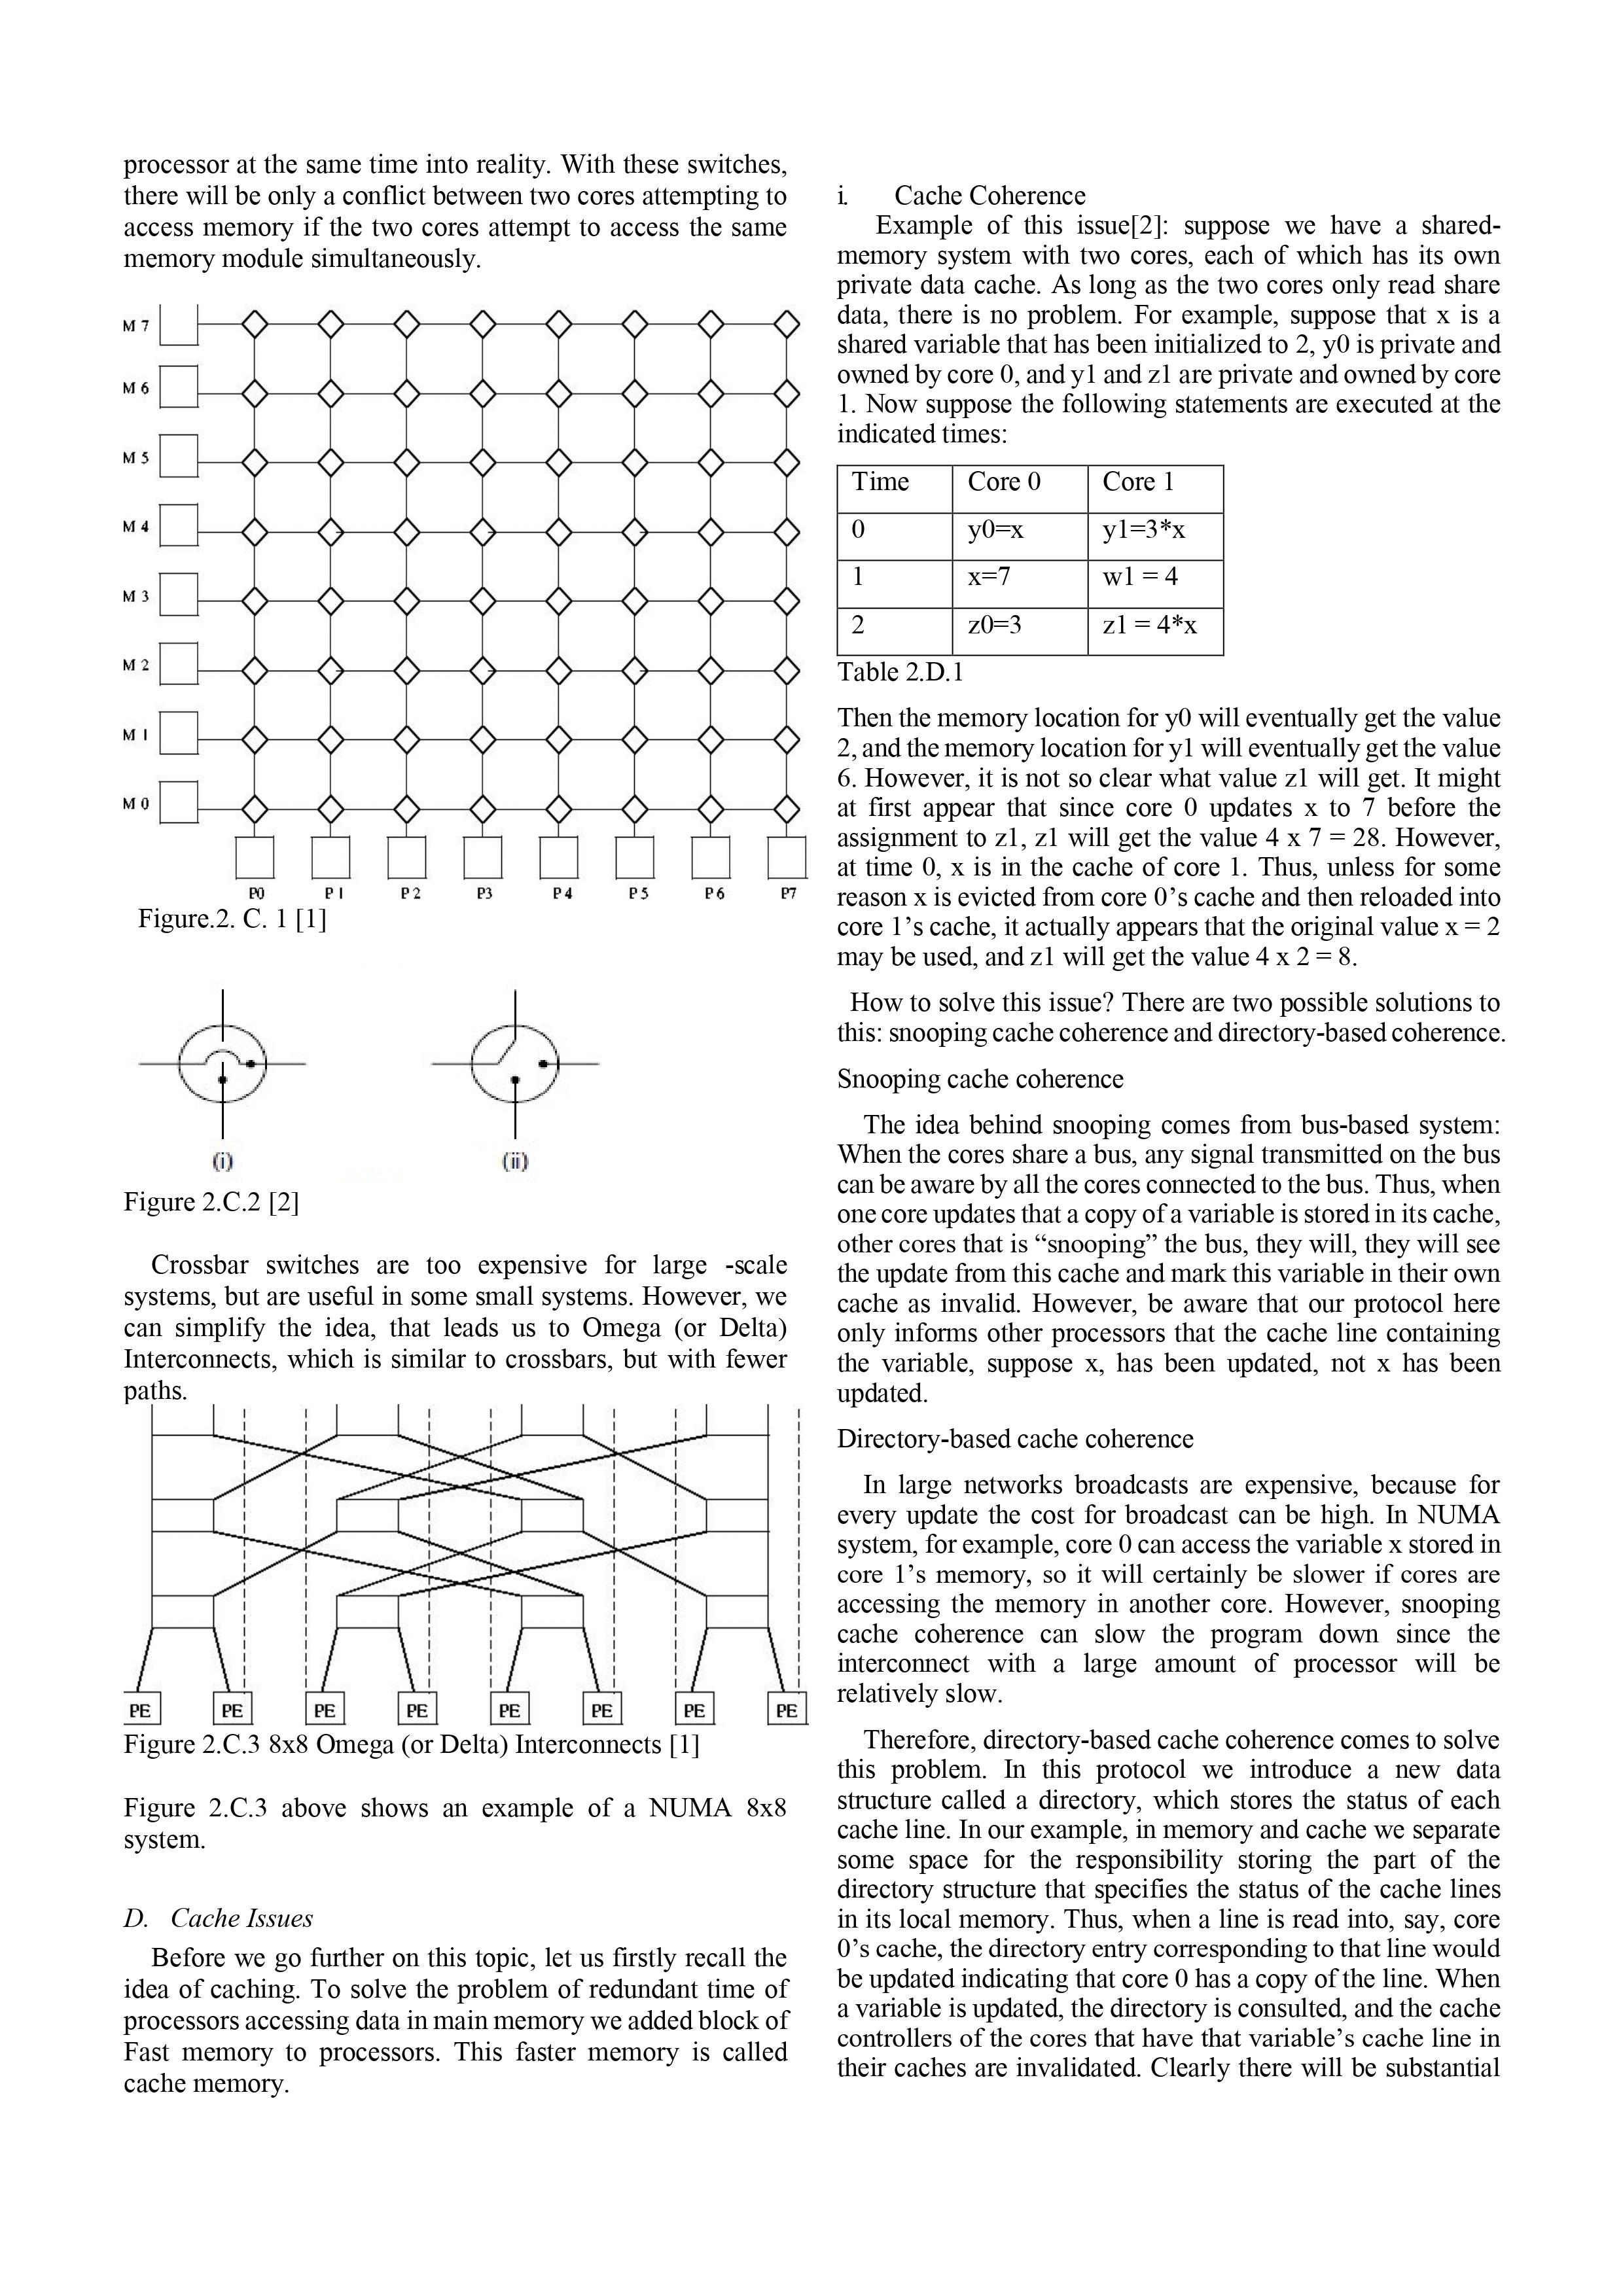 processor at the same time into reality. With these switches,
there will be only a conflict between two cores attempting to
access memory if the two cores attempt to access the same
memory module simultaneously.
M 7
M 6
M 5
M 4
M 3
M 2
M 1
M 0
P0 P 1 P 2 P3 P 4 P 5 P 6 P7
Figure.2. C. 1 [1]
(i) (ii)
Figure 2.C.2 [2]
Crossbar switches are too expensive for large -scale
systems, but are useful in some small systems. However, we
can simplify the idea, that leads us to Omega (or Delta)
Interconnects, which is similar to crossbars, but with fewer
paths.
PE PE PE PE PE PE PE PE
Figure 2.C.3 8x8 Omega (or Delta) Interconnects [1]
Figure 2.C.3 above shows an example of a NUMA 8x8
system.
D. Cache Issues
Before we go further on this topic, let us firstly recall the
idea of caching. To solve the problem of redundant time of
processors accessing data in main memory we added block of
Fast memory to processors. This faster memory is called
cache memory.
i. Cache Coherence
Example of this issue[2]: suppose we have a shared-
memory system with two cores, each of which has its own
private data cache. As long as the two cores only read share
data, there is no problem. For example, suppose that x is a
shared variable that has been initialized to 2, y0 is private and
owned by core 0, and y1 and z1 are private and owned by core
1. Now suppose the following statements are executed at the
indicated times:
Time Core 0 Core 1
0 y0=x y1=3*x
1 x=7 w1 = 4
2 z0=3 z1 = 4*x
Table 2.D.1
Then the memory location for y0 will eventually get the value
2, and the memory location for y1 will eventually get the value
6. However, it is not so clear what value z1 will get. It might
at first appear that since core 0 updates x to 7 before the
assignment to z1, z1 will get the value 4 x 7 = 28. However,
at time 0, x is in the cache of core 1. Thus, unless for some
reason x is evicted from core 0’s cache and then reloaded into
core 1’s cache, it actually appears that the original value x = 2
may be used, and z1 will get the value 4 x 2 = 8.
How to solve this issue? There are two possible solutions to
this: snooping cache coherence and directory-based coherence.
Snooping cache coherence
The idea behind snooping comes from bus-based system:
When the cores share a bus, any signal transmitted on the bus
can be aware by all the cores connected to the bus. Thus, when
one core updates that a copy of a variable is stored in its cache,
other cores that is “snooping” the bus, they will, they will see
the update from this cache and mark this variable in their own
cache as invalid. However, be aware that our protocol here
only informs other processors that the cache line containing
the variable, suppose x, has been updated, not x has been
updated.
Directory-based cache coherence
In large networks broadcasts are expensive, because for
every update the cost for broadcast can be high. In NUMA
system, for example, core 0 can access the variable x stored in
core 1’s memory, so it will certainly be slower if cores are
accessing the memory in another core. However, snooping
cache coherence can slow the program down since the
interconnect with a large amount of processor will be
relatively slow.
Therefore, directory-based cache coherence comes to solve
this problem. In this protocol we introduce a new data
structure called a directory, which stores the status of each
cache line. In our example, in memory and cache we separate
some space for the responsibility storing the part of the
directory structure that specifies the status of the cache lines
in its local memory. Thus, when a line is read into, say, core
0’s cache, the directory entry corresponding to that line would
be updated indicating that core 0 has a copy of the line. When
a variable is updated, the directory is consulted, and the cache
controllers of the cores that have that variable’s cache line in
their caches are invalidated. Clearly there will be substantial